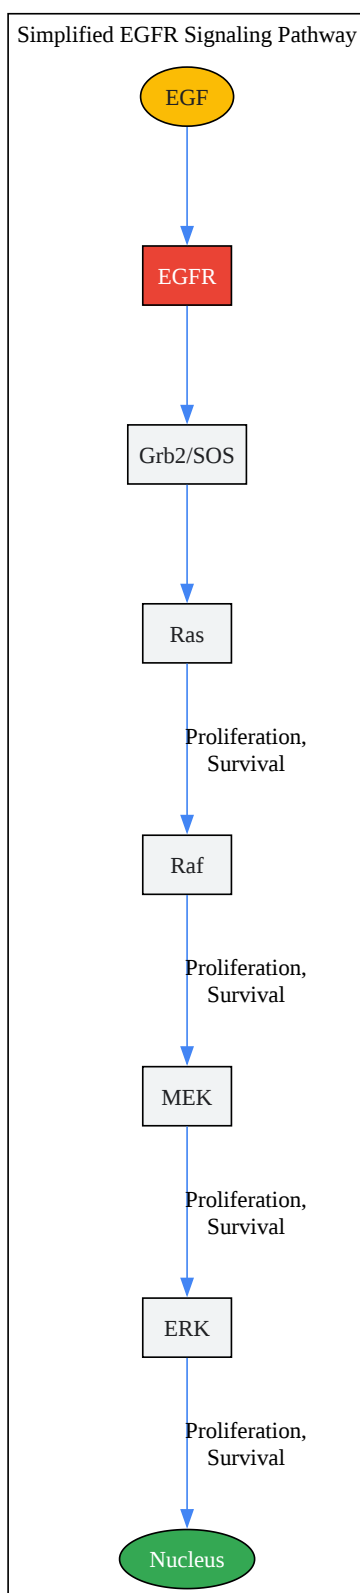 Simplified EGFR Signaling Pathway
EGF
EGFR
Grb2/SOS
Ras
Proliferation,
Survival
Raf
Proliferation,
Survival
MEK
Proliferation,
Survival
ERK
Proliferation,
Survival
Nucleus